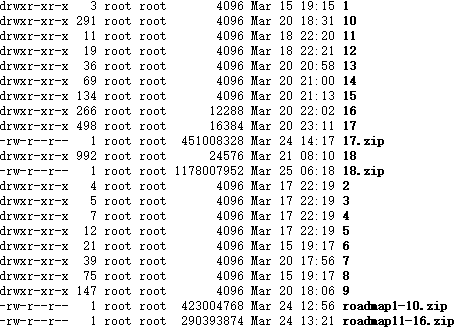 drwxr-xr-x 3 root root 4096 Mar 15 19:15 1
drwxr-xr-x 291 root root 4096 Mar 20 18:31 10
drwxr-xr-x 11 root root 4096 Mar 18 22:20 11
drwxr-xr-x 19 root root 4096 Mar 18 22:21 12
drwxr-xr-x 36 root root 4096 Mar 20 20:58 13
drwxr-xr-x 69 root root 4096 Mar 20 21:00 14
drwxr-xr-x 134 root root 4096 Mar 20 21:13 15
drwxr-xr-x 266 root root 12288 Mar 20 22:02 16
drwxr-xr-x 498 root root 16384 Mar 20 23:11 17
-rw-r--r-- 1 root root 451008328 Mar 24 14:17 17.zip
drwxr-xr-x 992 root root 24576 Mar 21 08:10 18
-rw-r--r-- 1 root root 1178007952 Mar 25 06:18 18.zip
drwxr-xr-x 4 root root 4096 Mar 17 22:19 2
drwxr-xr-x 5 root root 4096 Mar 17 22:19 3
drwxr-xr-x 7 root root 4096 Mar 17 22:19 4
drwxr-xr-x 12 root root 4096 Mar 17 22:19 5
drwxr-xr-x 21 root root 4096 Mar 15 19:17 6
drwxr-xr-x 39 root root 4096 Mar 20 17:56 7
drwxr-xr-x 75 root root 4096 Mar 15 19:17 8
drwxr-xr-x 147 root root 4096 Mar 20 18:06 9
-rw-r--r-- 1 root root 423004768 Mar 24 12:56 roadmap1-10.zip
-rw-r--r-- 1 root root 290393874 Mar 24 13:21 roadmap11-16.zip